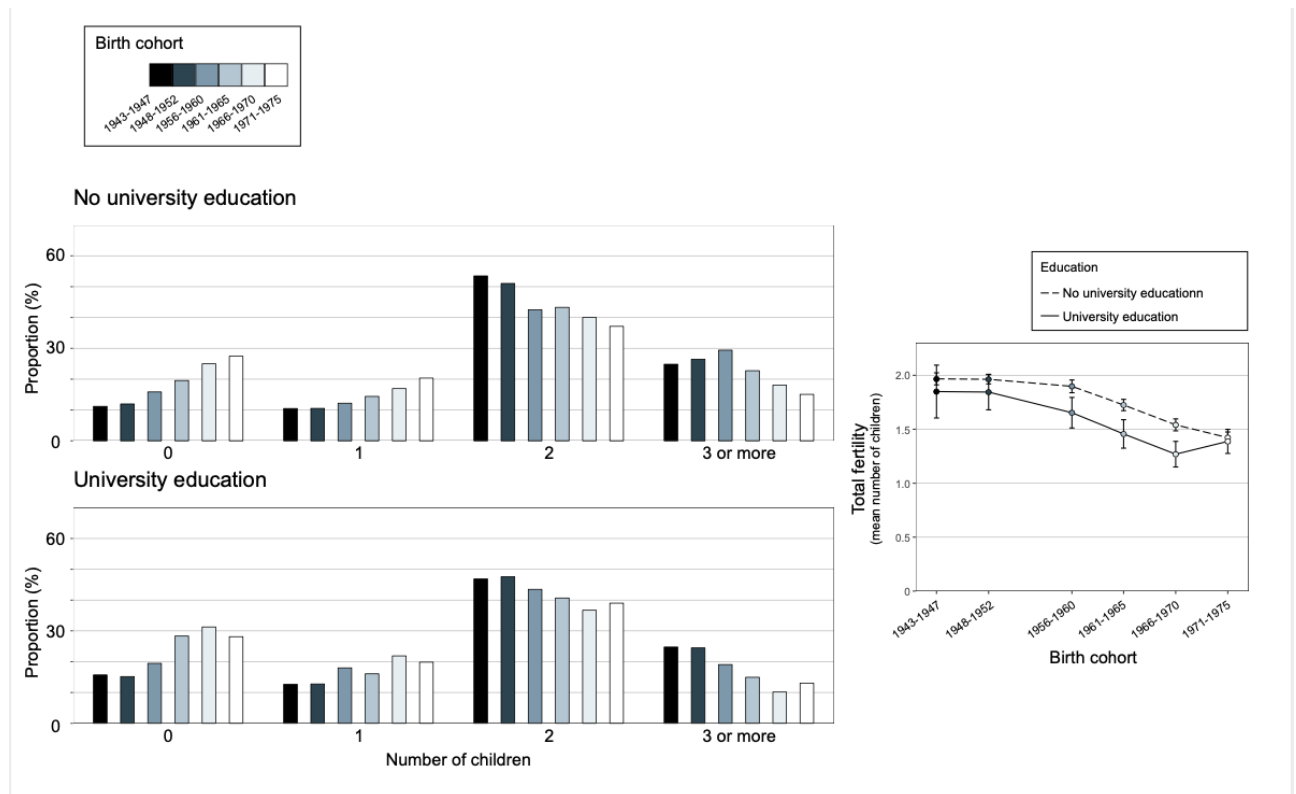 Birth cohort
1943-1947
1948-1952
1956-1960
1961-1965
1966-1970
1971-1975
No university education
Proportion (%)
60
30
0
0
1
2
3 or more
University education
Proportion (%)
60
30
0
0
1
2
3 or more
Number of children
Education
No university educationn
University education
Total fertility
(mean number of children)
2.0
1.5
1.0
0.5
0
1943-1947
1948-1952
1956-1960
1961-1965
1966-1970
1971-1975
Birth cohort